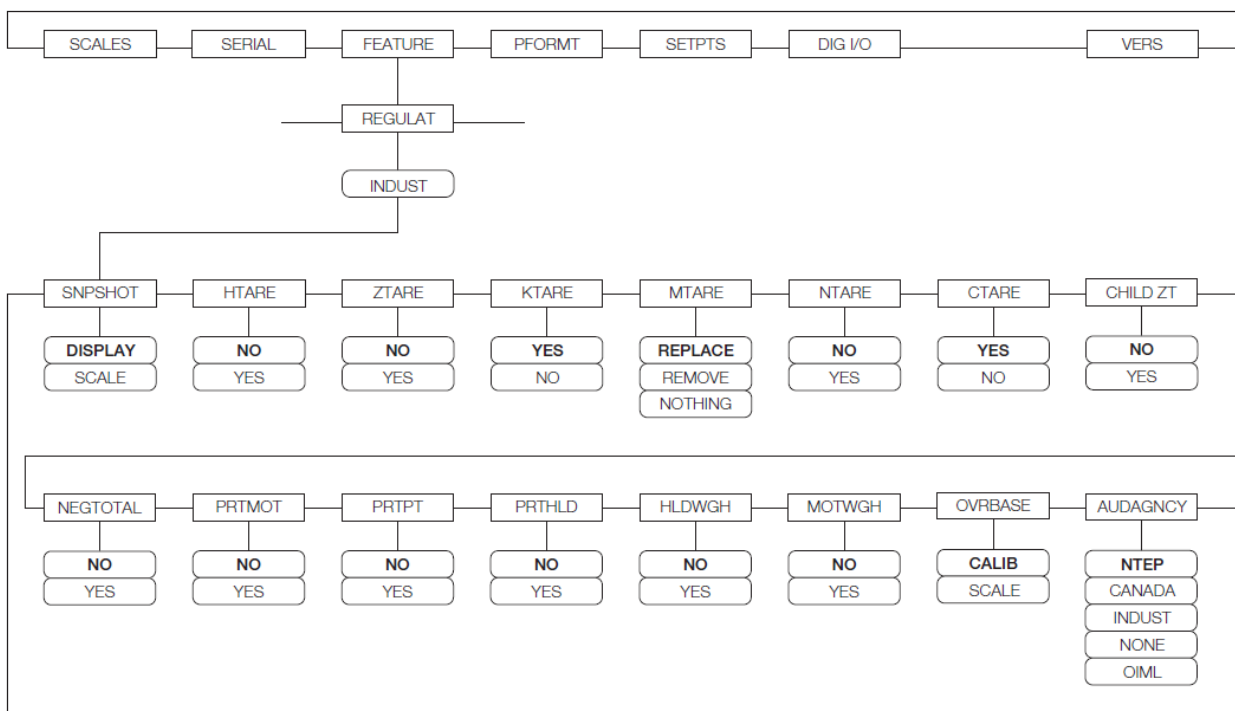 SCALES SERIAL FEATURE PFORMT SETPTS DIG I/O VERS
REGULAT
INDUST
SNPSHOT HTARE ZTARE KTARE MTARE NTARE CTARE CHILD ZT
DISPLAY NO NO YES REPLACE NO YES NO
SCALE YES YES NO REMOVE YES NO YES
NOTHING
NEGTOTAL PRTMOT PRTPT PRTHLD HLDWGH MOTWGH OVRBASE AUDAGNCY
NO NO NO NO NO NO CALIB NTEP
YES YES YES YES YES YES SCALE CANADA
INDUST
NONE
OIML